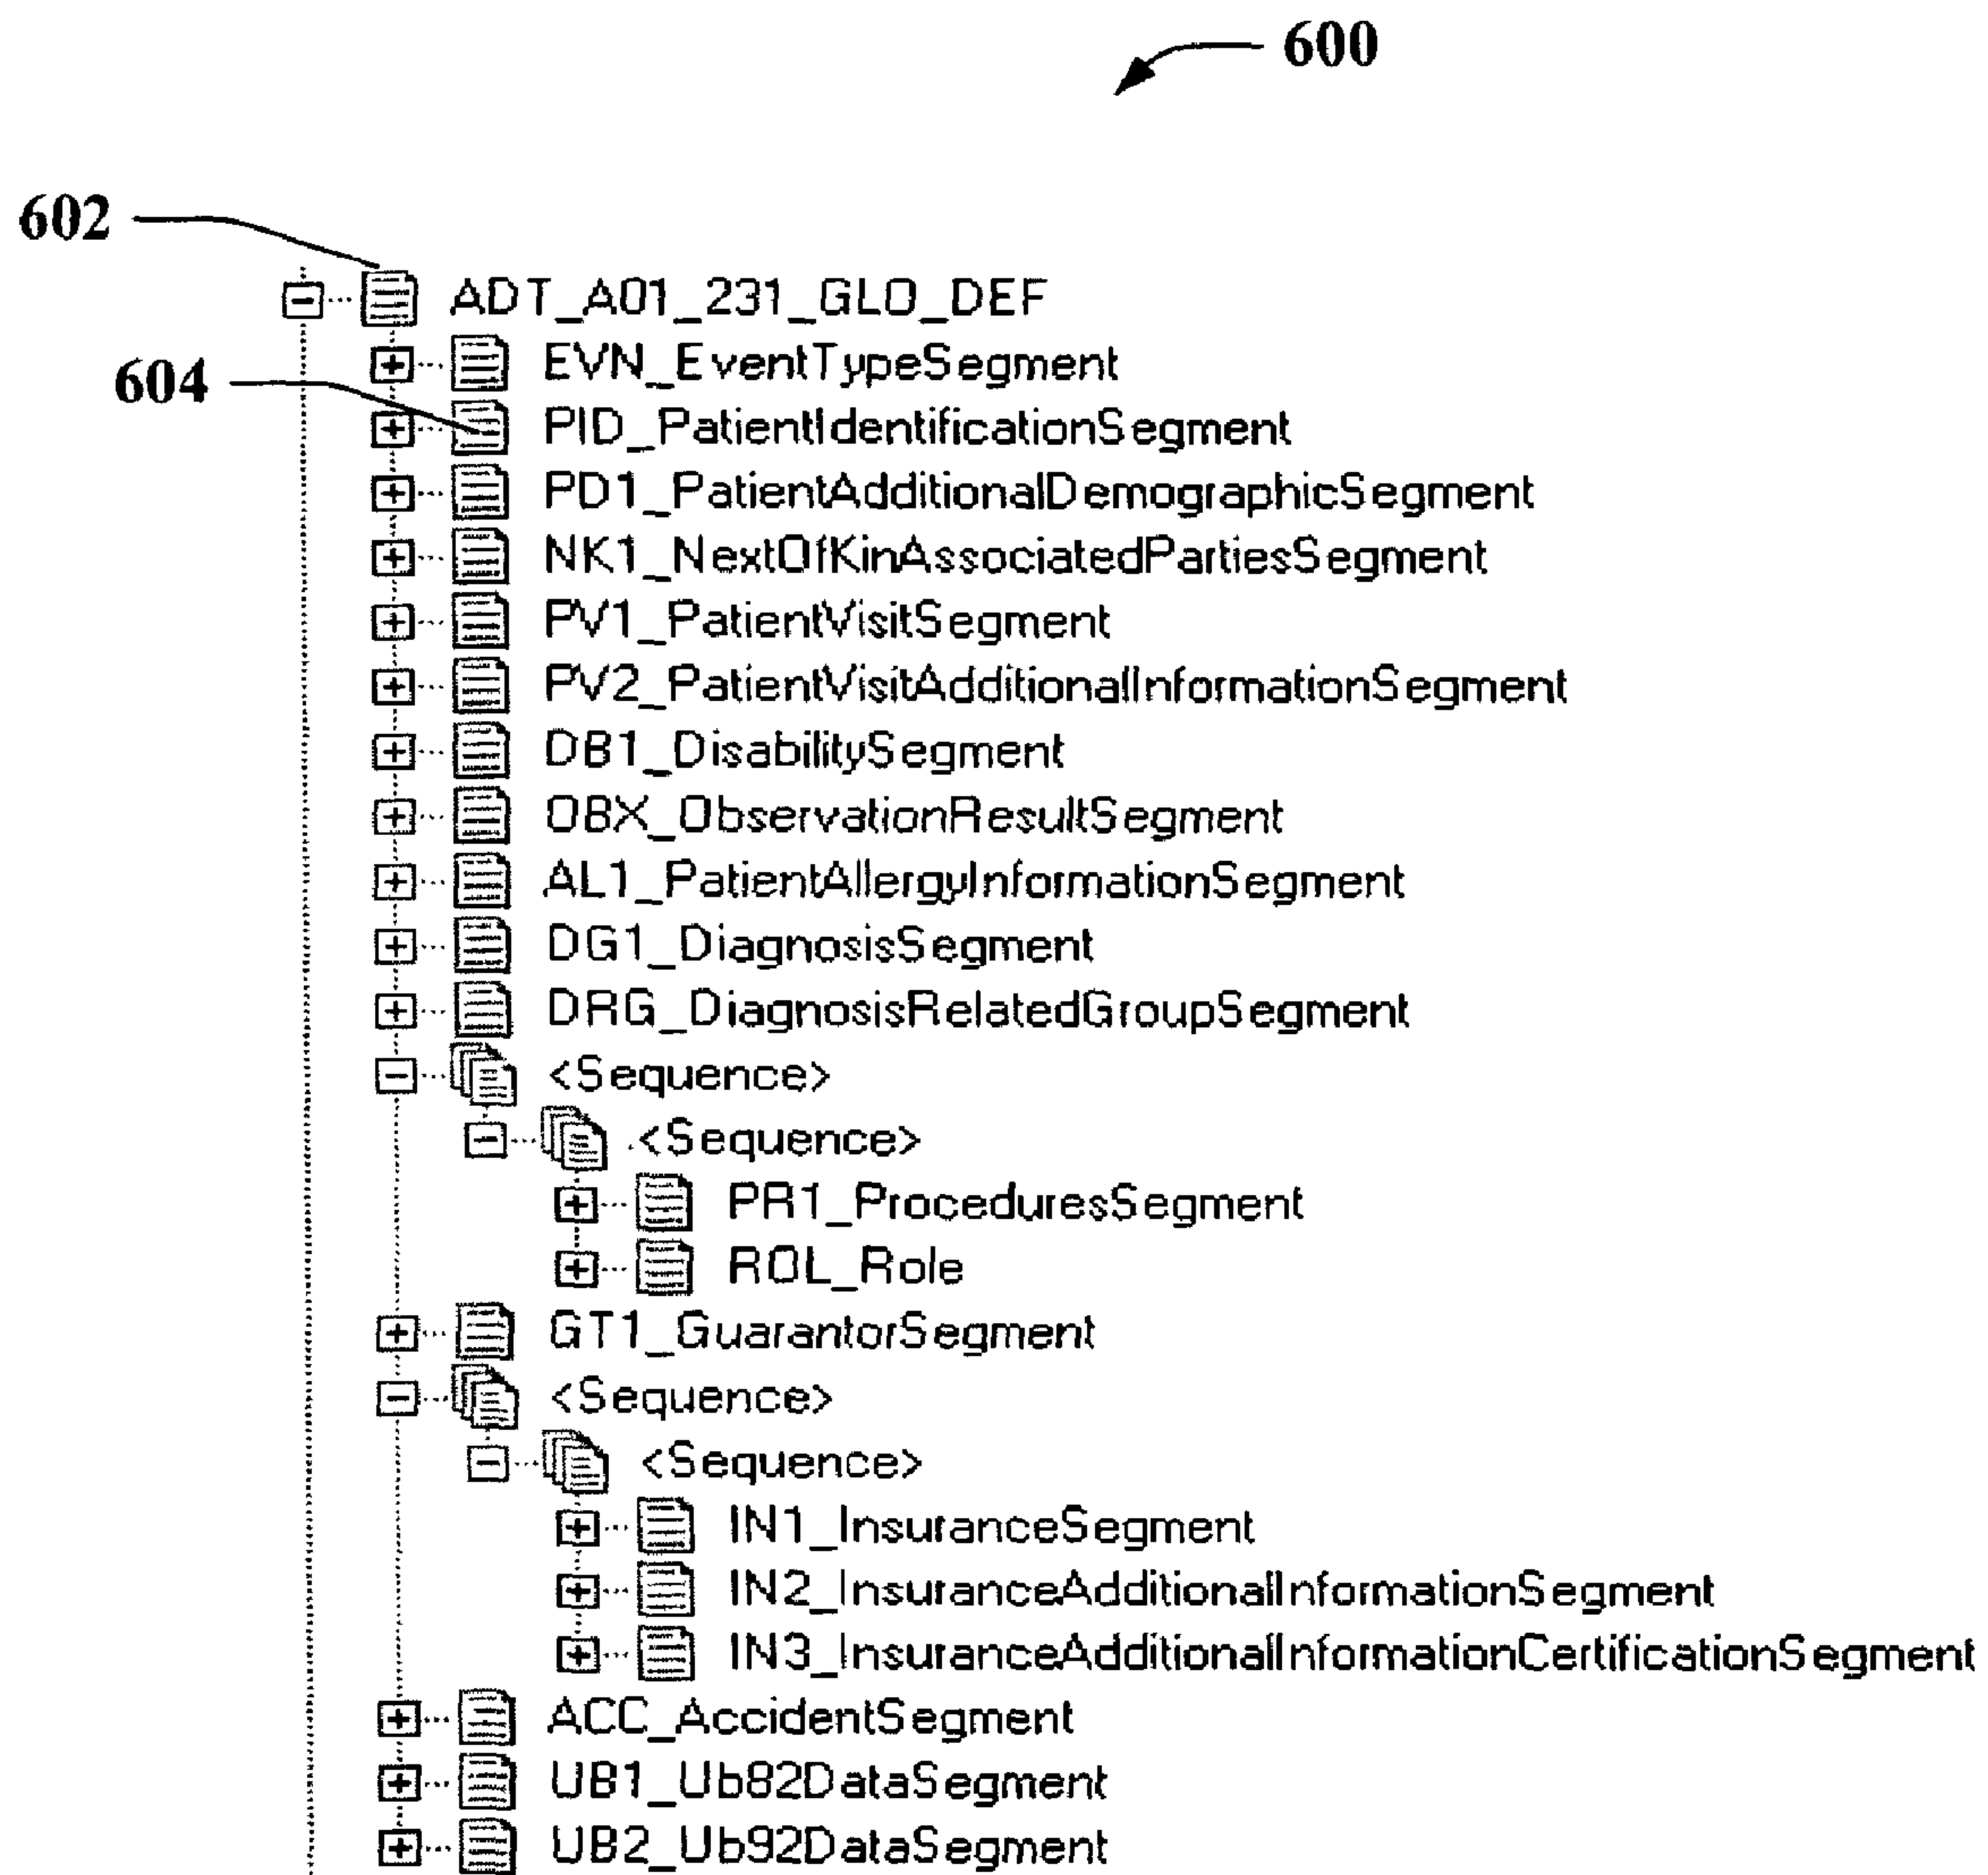 600
602
ADT_A01_231_GLO_DEF
EVN_EventTypeSegment
604
PID_PatientIdentificationSegment
PD1_PatientAdditionalDemographicSegment
NK1_NextOfKinAssociatedPartiesSegment
PV1_PatientVisitSegment
PV2_PatientVisitAdditionalInformationSegment
DB1_DisabilitySegment
OBX_ObservationResultSegment
AL1_PatientAllergyInformationSegment
DG1_DiagnosisSegment
DRG_DiagnosisRelatedGroupSegment
<Sequence>
<Sequence>
PR1_ProceduresSegment
ROL_Role
GT1_GuarantorSegment
<Sequence>
<Sequence>
IN1_InsuranceSegment
IN2_InsuranceAdditionalInformationSegment
IN3_InsuranceAdditionalInformationCertificationSegment
ACC_AccidentSegment
UB1_Ub82DataSegment
UB2_Ub92DataSegment